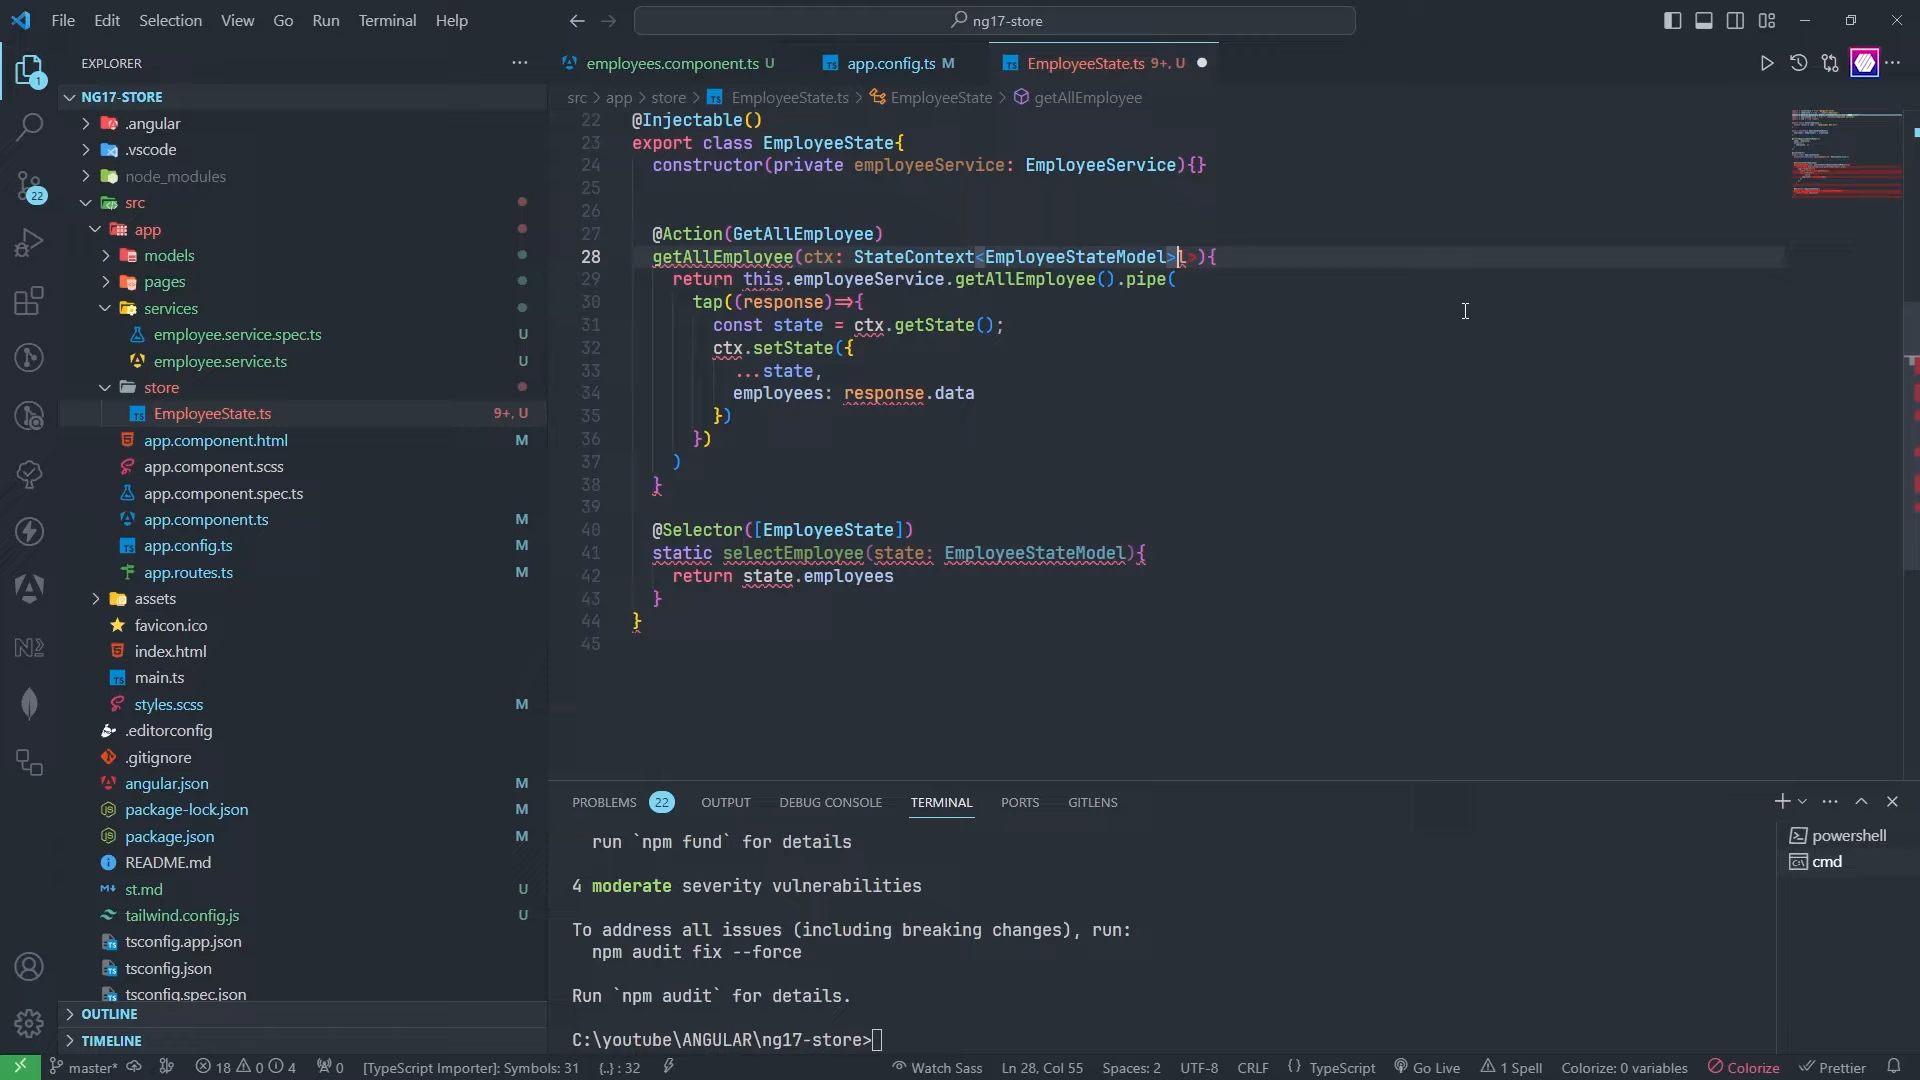 File Edit Selection View Go Run Terminal Help
ng17-store
EXPLORER
NG17-STORE
.angular
.vscode
node_modules
src
app
models
pages
services
employee.service.spec.ts U
employee.service.ts U
store
EmployeeState.ts 9+, U
app.component.html M
app.component.scss
app.component.spec.ts
app.component.ts M
app.config.ts M
app.routes.ts M
assets
favicon.ico
index.html
main.ts
styles.scss M
.editorconfig
.gitignore
angular.json M
package-lock.json M
package.json M
README.md
st.md U
tailwind.config.js U
tsconfig.app.json
tsconfig.json
tsconfig.spec.json
OUTLINE
TIMELINE
1
22
employees.component.ts U app.config.ts M EmployeeState.ts 9+, U
src > app > store > EmployeeState.ts > EmployeeState > getAllEmployee
22 @Injectable()
23 export class EmployeeState{
24 constructor(private employeeService: EmployeeService){}
25
26
27 @Action(GetAllEmployee)
28 getAllEmployee(ctx: StateContext<EmployeeStateModel>l>){
29 return this.employeeService.getAllEmployee().pipe(
30 tap((response)=>{
31 const state = ctx.getState();
32 ctx.setState({
33 ...state,
34 employees: response.data
35 })
36 })
37 )
38 }
39
40 @Selector([EmployeeState])
41 static selectEmployee(state: EmployeeStateModel){
42 return state.employees
43 }
44 }
45
PROBLEMS 22 OUTPUT DEBUG CONSOLE TERMINAL PORTS GITLENS
powershell
cmd
run `npm fund` for details
4 moderate severity vulnerabilities
To address all issues (including breaking changes), run:
npm audit fix --force
Run `npm audit` for details.
C:\youtube\ANGULAR\ng17-store>
master* 18 0 4 0 [TypeScript Importer]: Symbols: 31 {..} : 32 Watch Sass Ln 28, Col 55 Spaces: 2 UTF-8 CRLF {} TypeScript Go Live 1 Spell Colorize: 0 variables Colorize Prettier